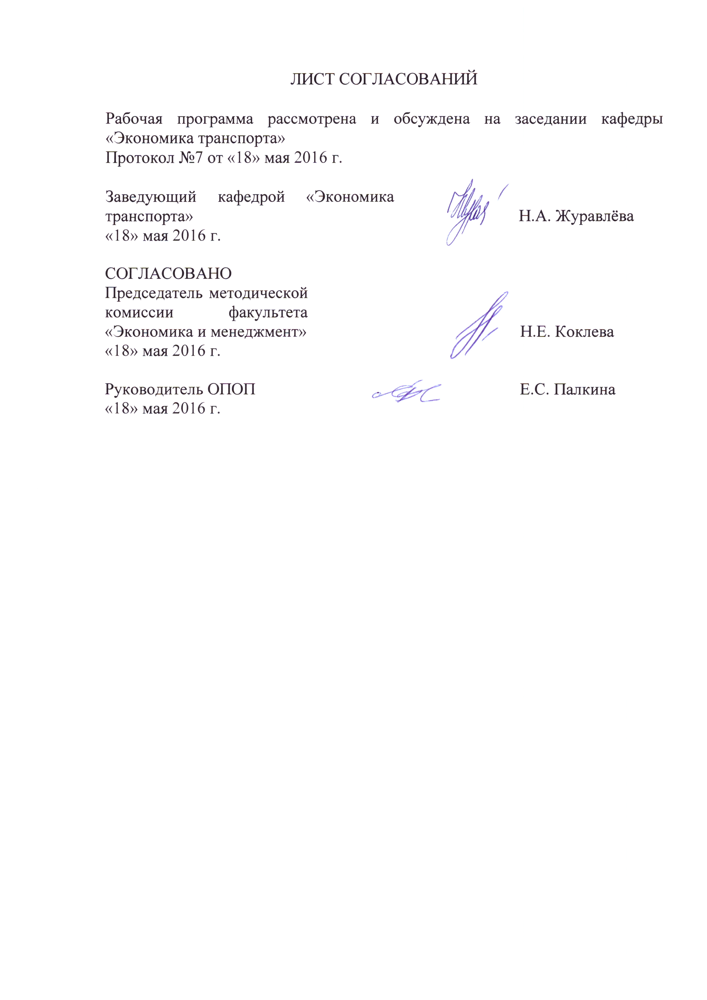 ЛИСТ СОГЛАСОВАНИЙ
Рабочая программа рассмотрена и обсуждена на заседании кафедры
«Экономика транспорта»
Протокол №7 от «18» мая 2016 г.
Заведующий кафедрой «Экономика
транспорта» Н.А. Журавлёва
«18» мая 2016 г.
СОГЛАСОВАНО
Председатель методической
комиссии факультета
«Экономика и менеджмент» Н.Е. Коклева
«18» мая 2016 г.
Руководитель ОПОП Е.С. Палкина
«18» мая 2016 г.